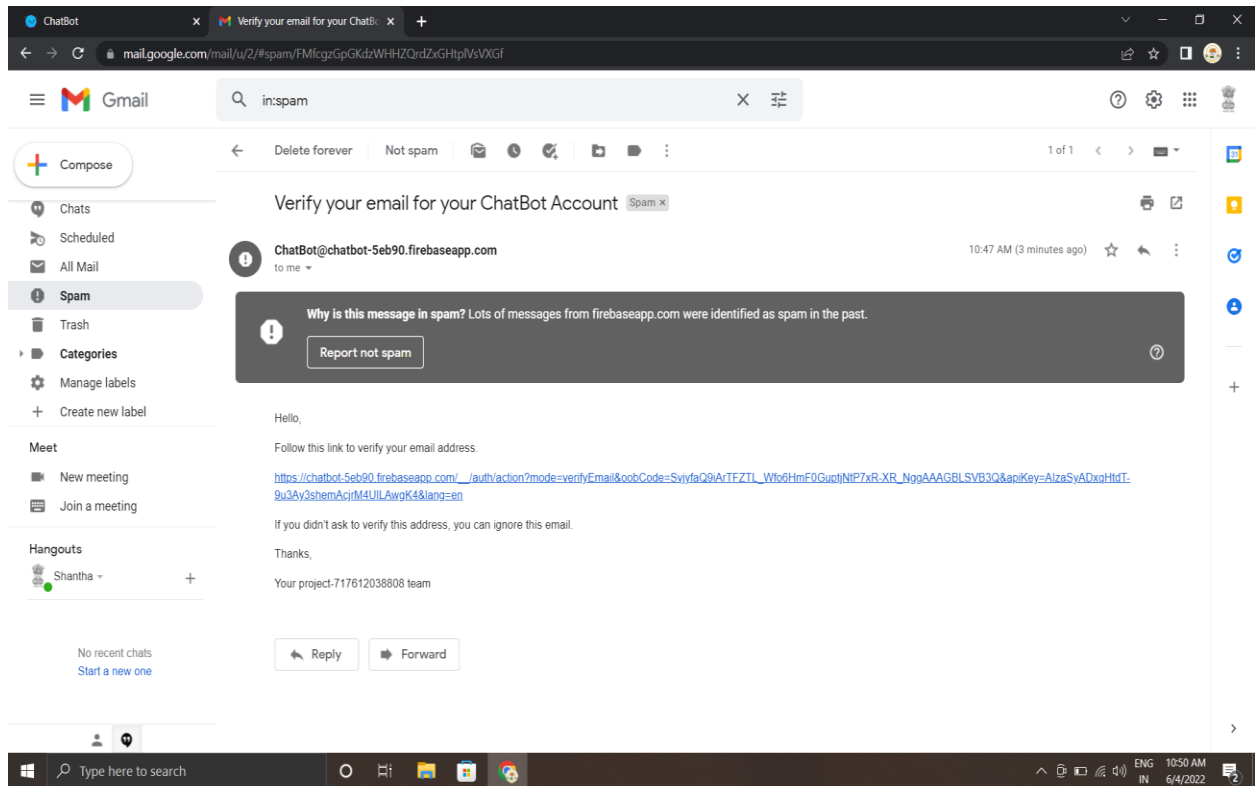 ChatBot
Verify your email for your ChatBo
mail.google.com/mail/u/2/#spam/FMfcgzGpGKdzWHHZQrdZxGHtplVsVXGf
Gmail
in:spam
Compose
Delete forever Not spam
1 of 1
31
Chats
Scheduled
All Mail
Spam
Trash
Categories
Manage labels
Create new label
Meet
New meeting
Join a meeting
Hangouts
Shantha
No recent chats
Start a new one
Verify your email for your ChatBot Account Spam x
ChatBot@chatbot-5eb90.firebaseapp.com
10:47 AM (3 minutes ago)
to me
Why is this message in spam? Lots of messages from firebaseapp.com were identified as spam in the past.
Report not spam
Hello,
Follow this link to verify your email address.
https://chatbot-5eb90.firebaseapp.com/__/auth/action?mode=verifyEmail&oobCode=SvjyfaQ9iArTFZTL_Wfo6HmF0GuptjNtP7xR-XR_NggAAAGBLSVB3Q&apiKey=AIzaSyADxqHtdT-
9u3Ay3shemAcjrM4UILAwgK4&lang=en
If you didn't ask to verify this address, you can ignore this email.
Thanks,
Your project-717612038808 team
Reply
Forward
Type here to search
ENG
IN
10:50 AM
6/4/2022
2